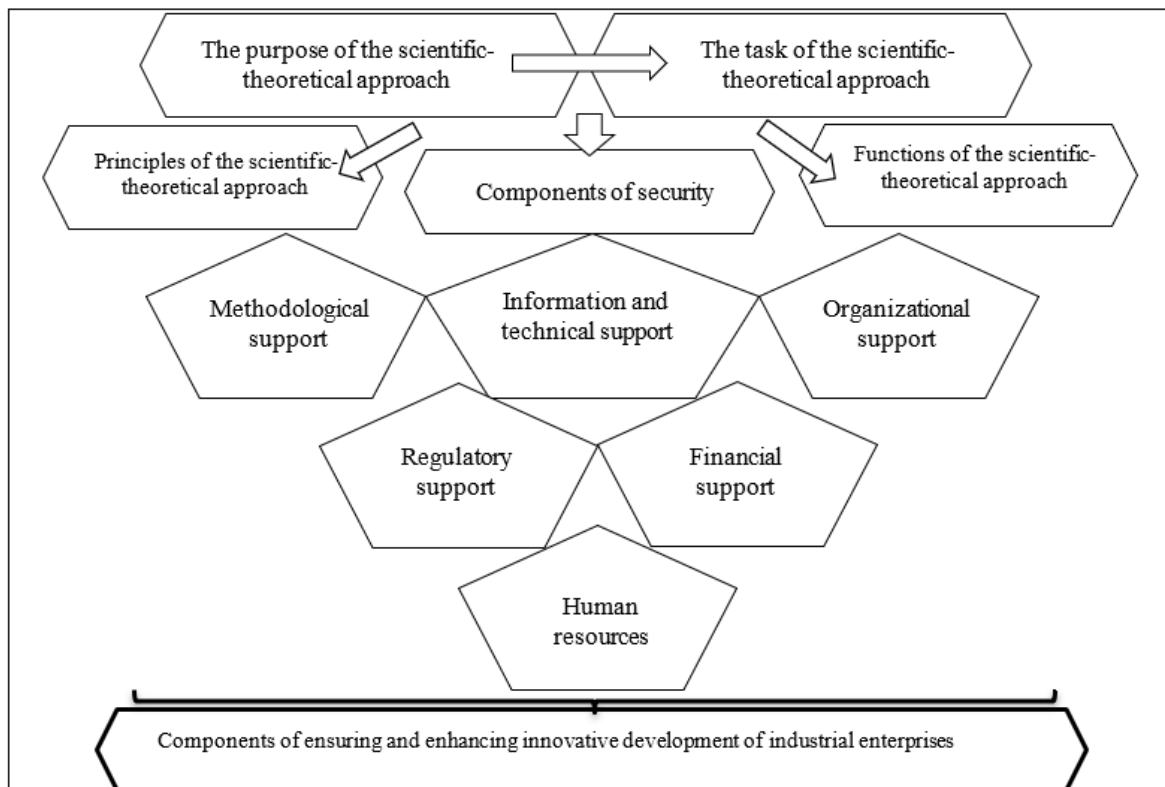 The purpose of the scientific-
theoretical approach
The task of the scientific-
theoretical approach
Principles of the scientific-
theoretical approach
Components of security
Functions of the scientific-
theoretical approach
Methodological
support
Information and
technical support
Organizational
support
Regulatory
support
Financial
support
Human
resources
Components of ensuring and enhancing innovative development of industrial enterprises